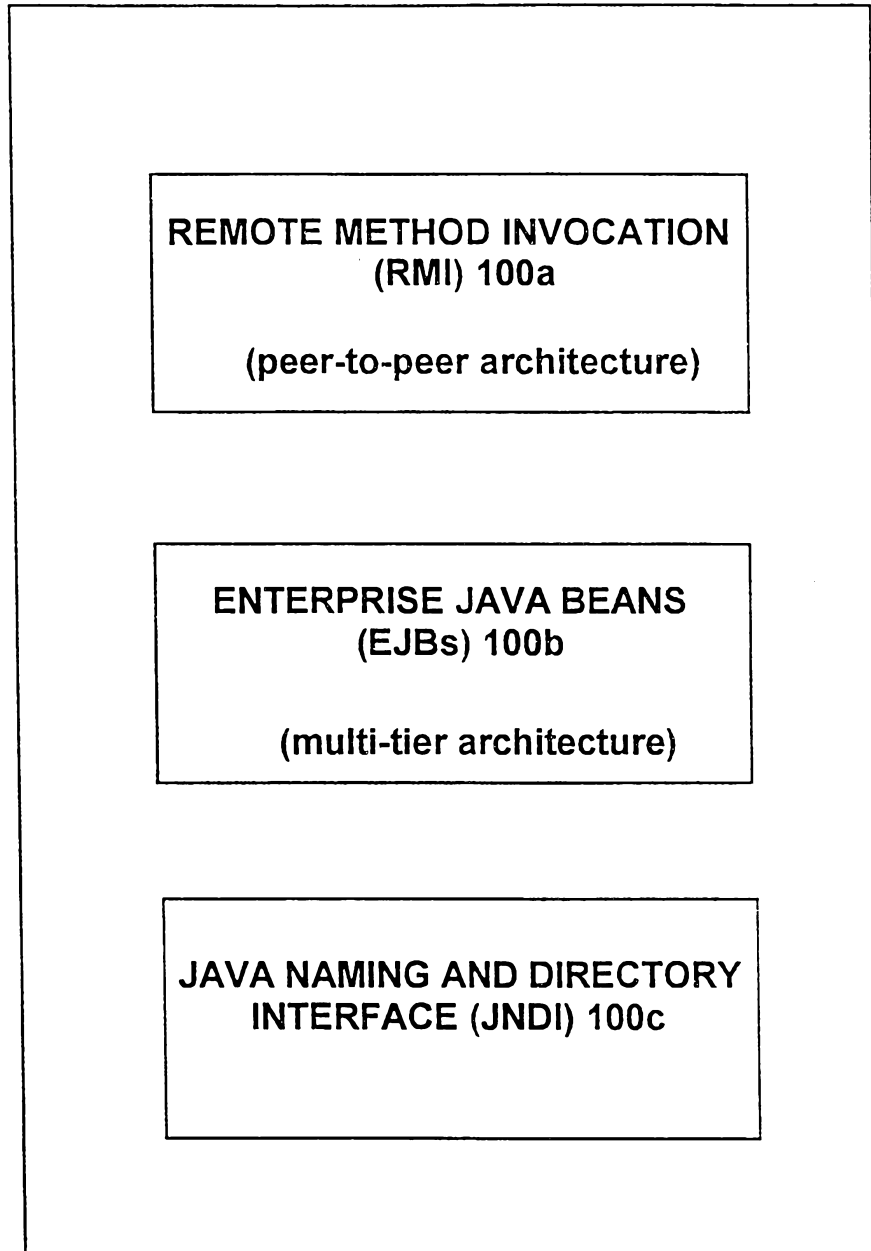 REMOTE METHOD INVOCATION
(RMI) 100a
(peer-to-peer architecture)
ENTERPRISE JAVA BEANS
(EJBs) 100b
(multi-tier architecture)
JAVA NAMING AND DIRECTORY
INTERFACE (JNDI) 100c